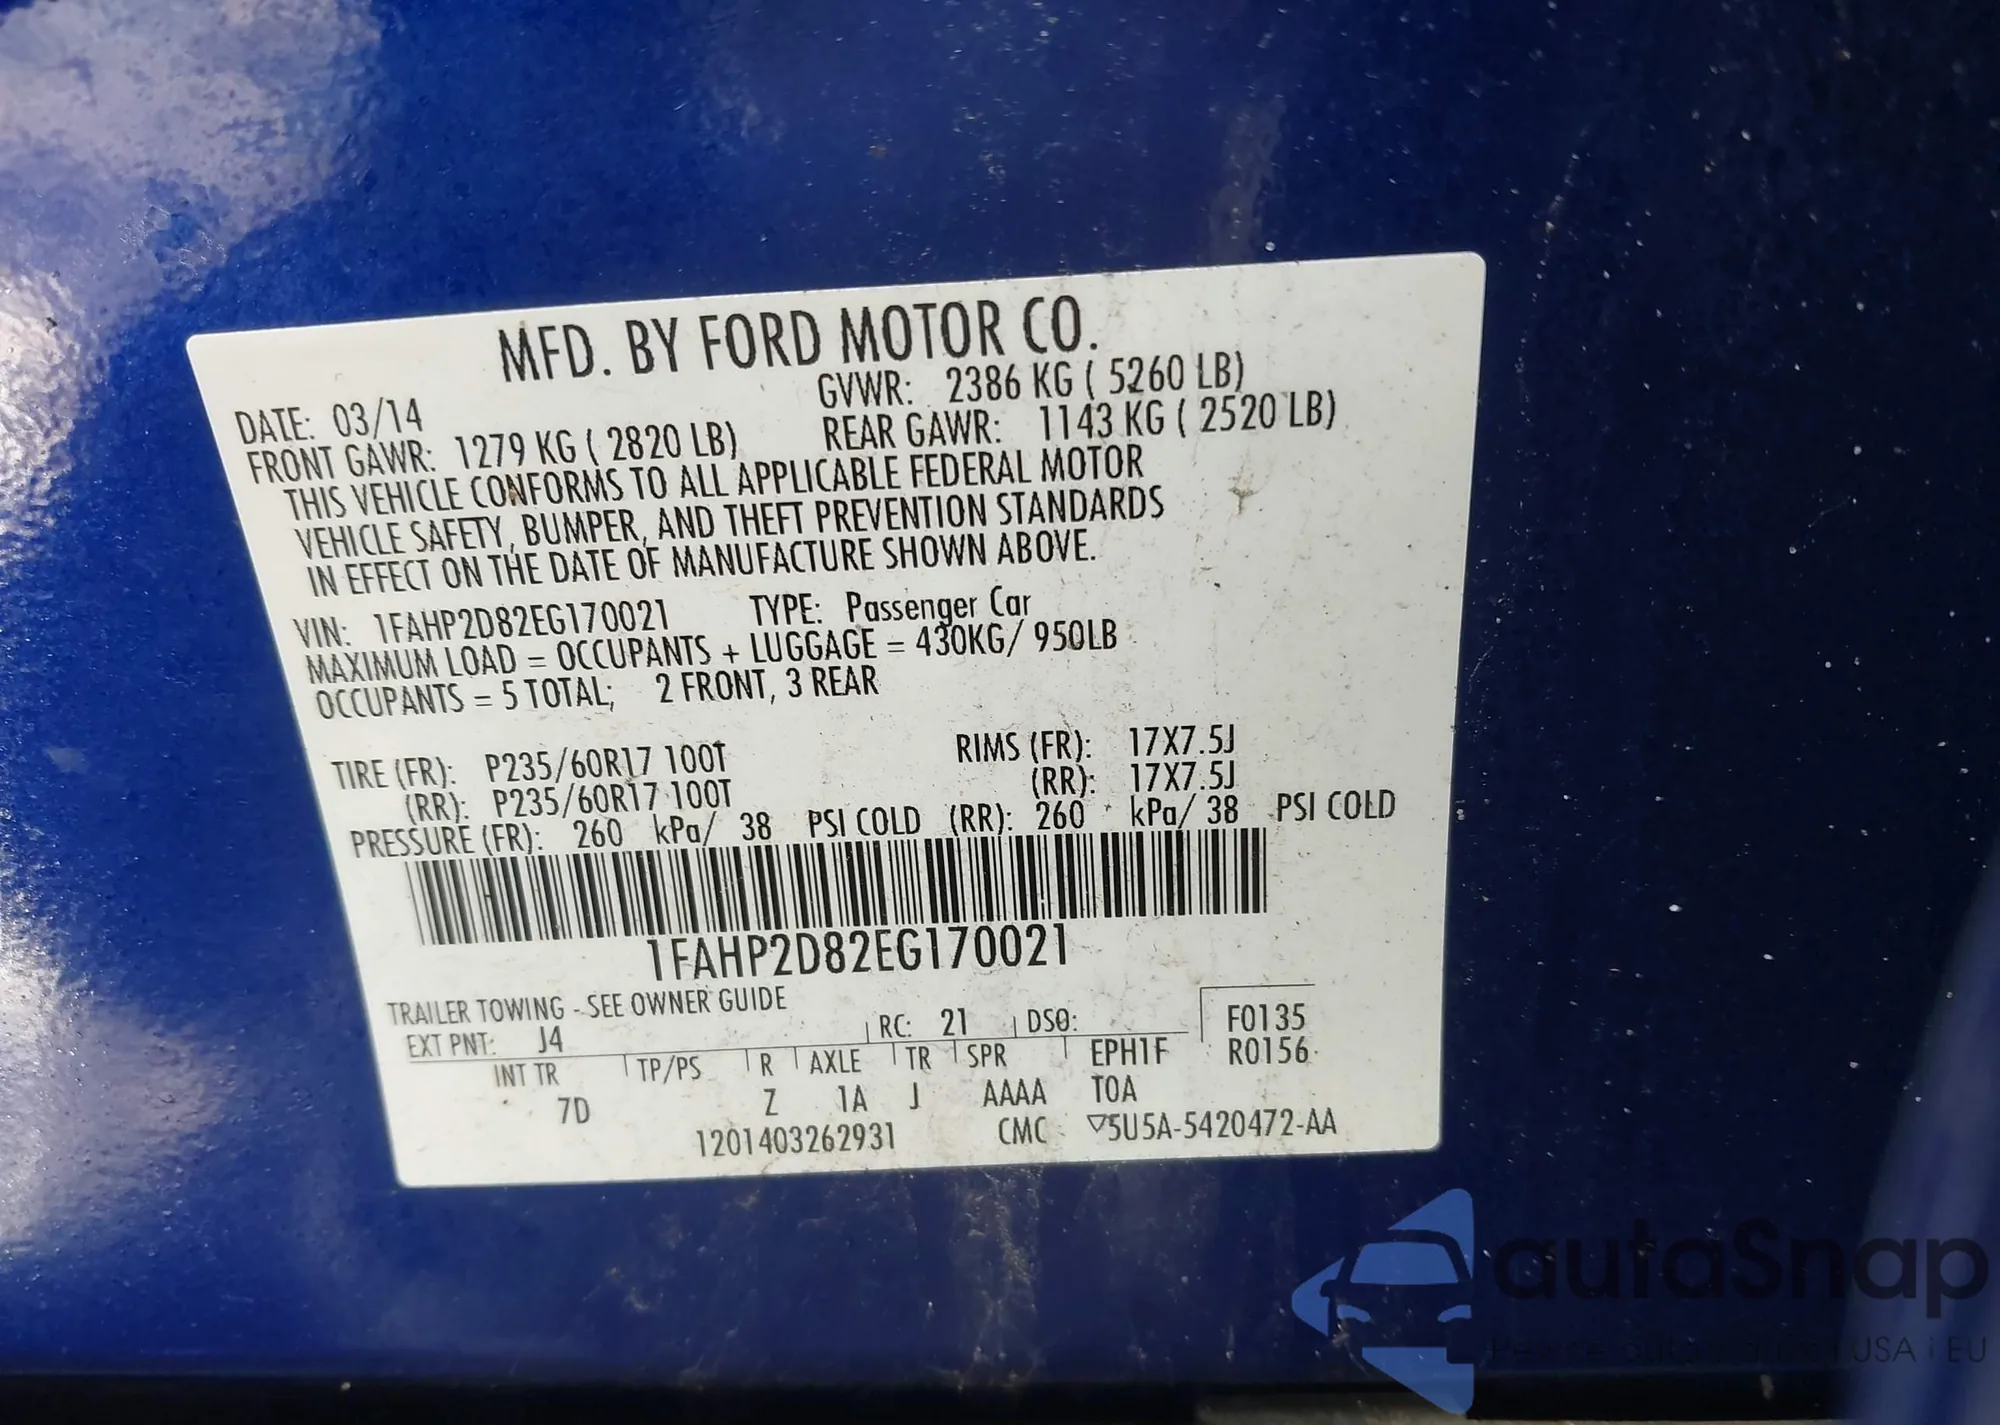 MFD. BY FORD MOTOR CO.
DATE: 03/14 GVWR: 2386 KG ( 5260 LB)
FRONT GAWR: 1279 KG ( 2820 LB) REAR GAWR: 1143 KG ( 2520 LB)
THIS VEHICLE CONFORMS TO ALL APPLICABLE FEDERAL MOTOR
VEHICLE SAFETY, BUMPER, AND THEFT PREVENTION STANDARDS
IN EFFECT ON THE DATE OF MANUFACTURE SHOWN ABOVE.
VIN: 1FAHP2D82EG170021 TYPE: Passenger Car
MAXIMUM LOAD = OCCUPANTS + LUGGAGE = 430KG/ 950LB
OCCUPANTS = 5 TOTAL; 2 FRONT, 3 REAR
TIRE (FR): P235/60R17 100T RIMS (FR): 17X7.5J
(RR): P235/60R17 100T (RR): 17X7.5J
PRESSURE (FR): 260 kPa/ 38 PSI COLD (RR): 260 kPa/ 38 PSI COLD
1FAHP2D82EG170021
TRAILER TOWING - SEE OWNER GUIDE
EXT PNT: J4 RC: 21 DSO: F0135
INT TR TP/PS R AXLE TR SPR EPH1F R0156
7D Z 1A J AAAA T0A
1201403262931 CMC ▽5U5A-5420472-AA
autaSnap
USA i EU